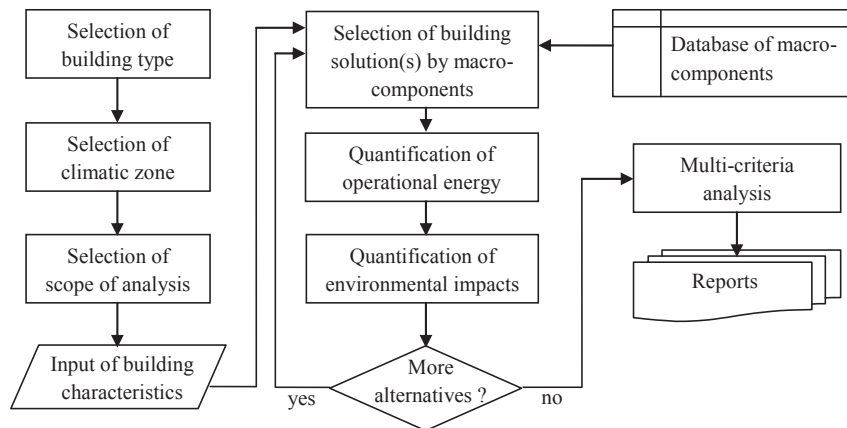 Selection of
building type
Selection of
climatic zone
Selection of
scope of analysis
Input of building
characteristics
Selection of building
solution(s) by macro-
components
Quantification of
operational energy
Quantification of
environmental impacts
More
alternatives ?
yes
no
Database of macro-
components
Multi-criteria
analysis
Reports